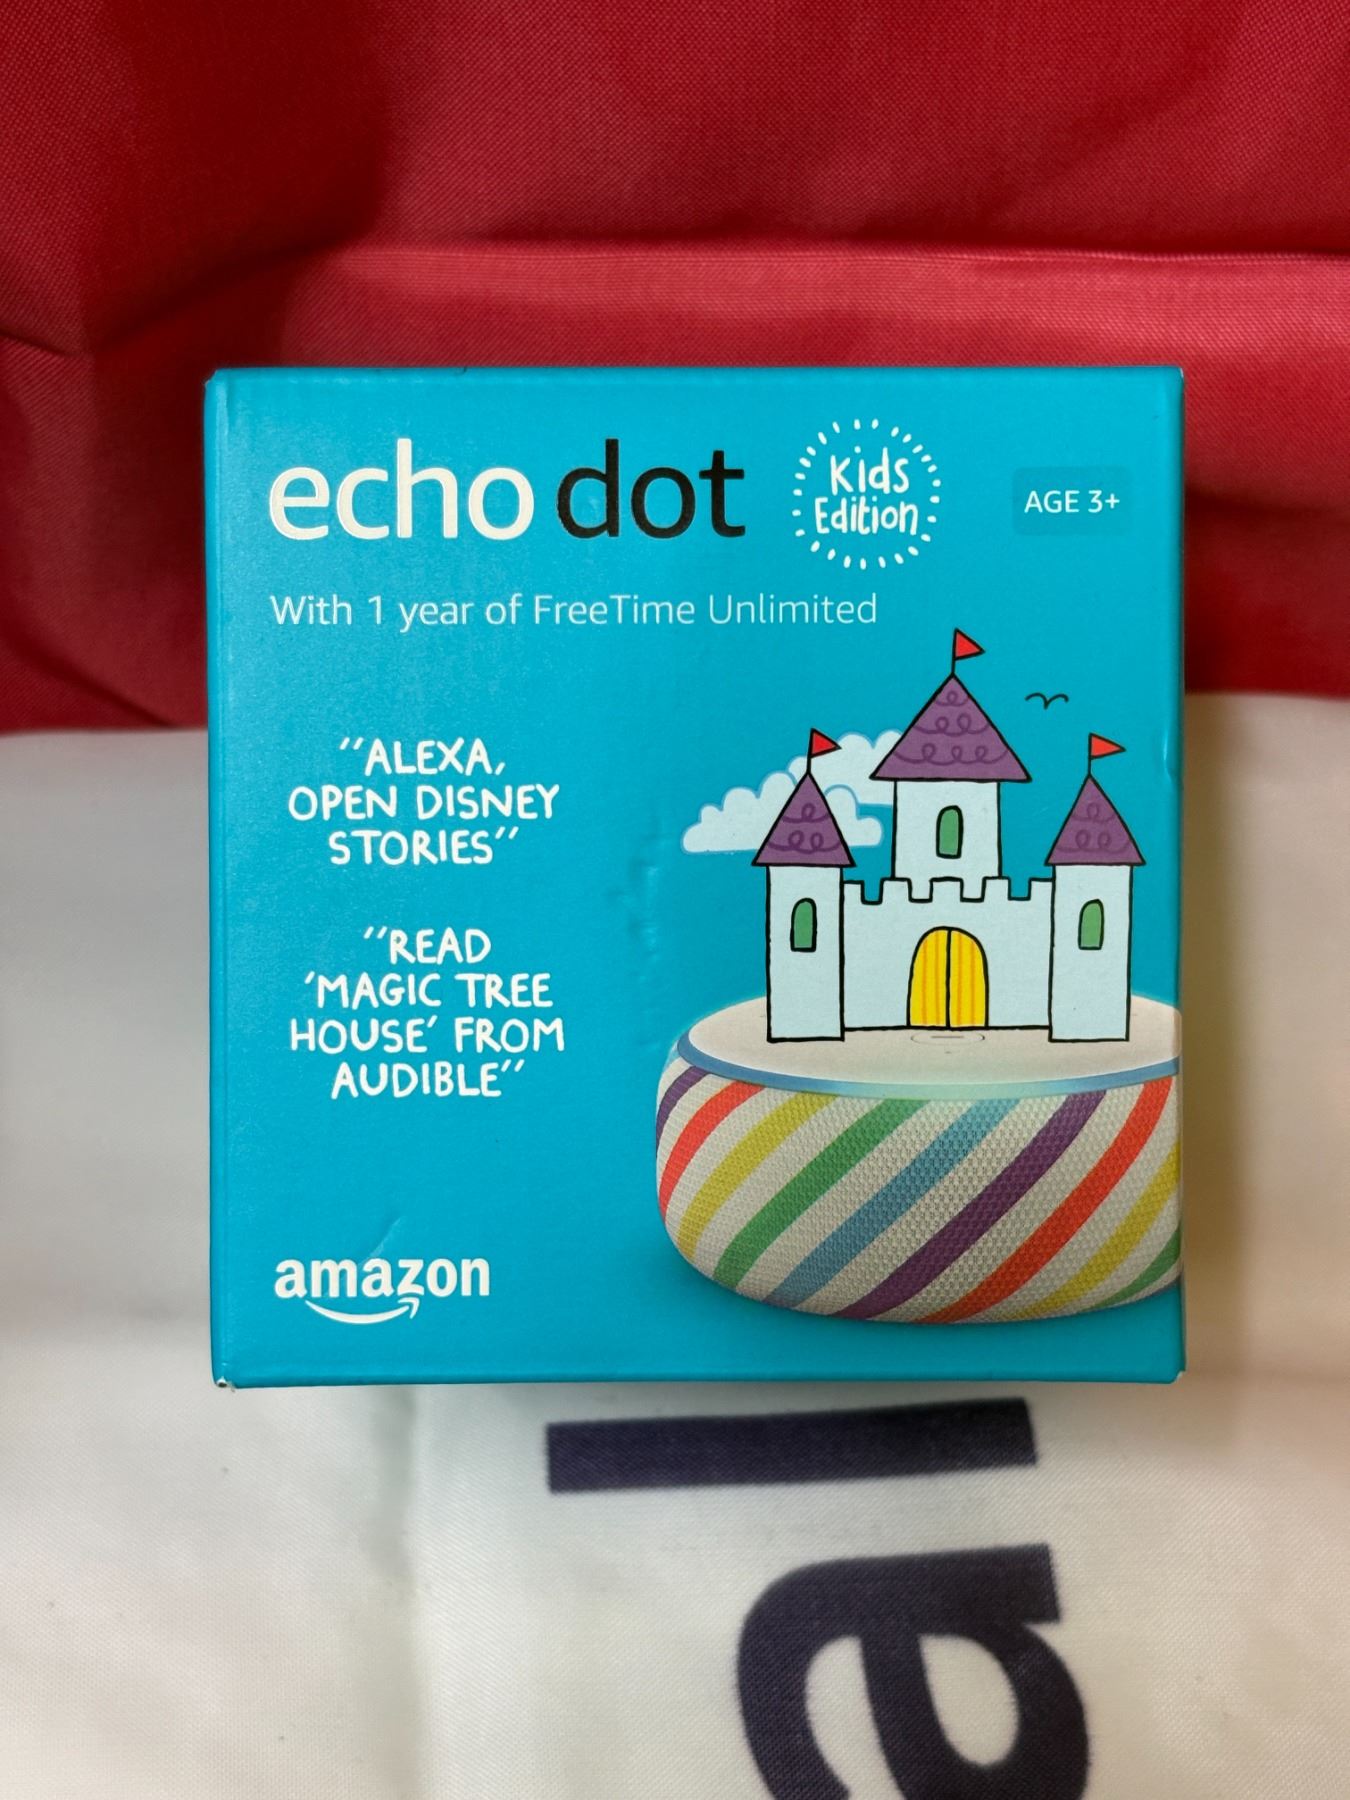 echo dot
Kids
Edition
AGE 3+
With 1 year of FreeTime Unlimited
“ALEXA,
OPEN DISNEY
STORIES”
“READ
‘MAGIC TREE
HOUSE’ FROM
AUDIBLE”
amazon
al